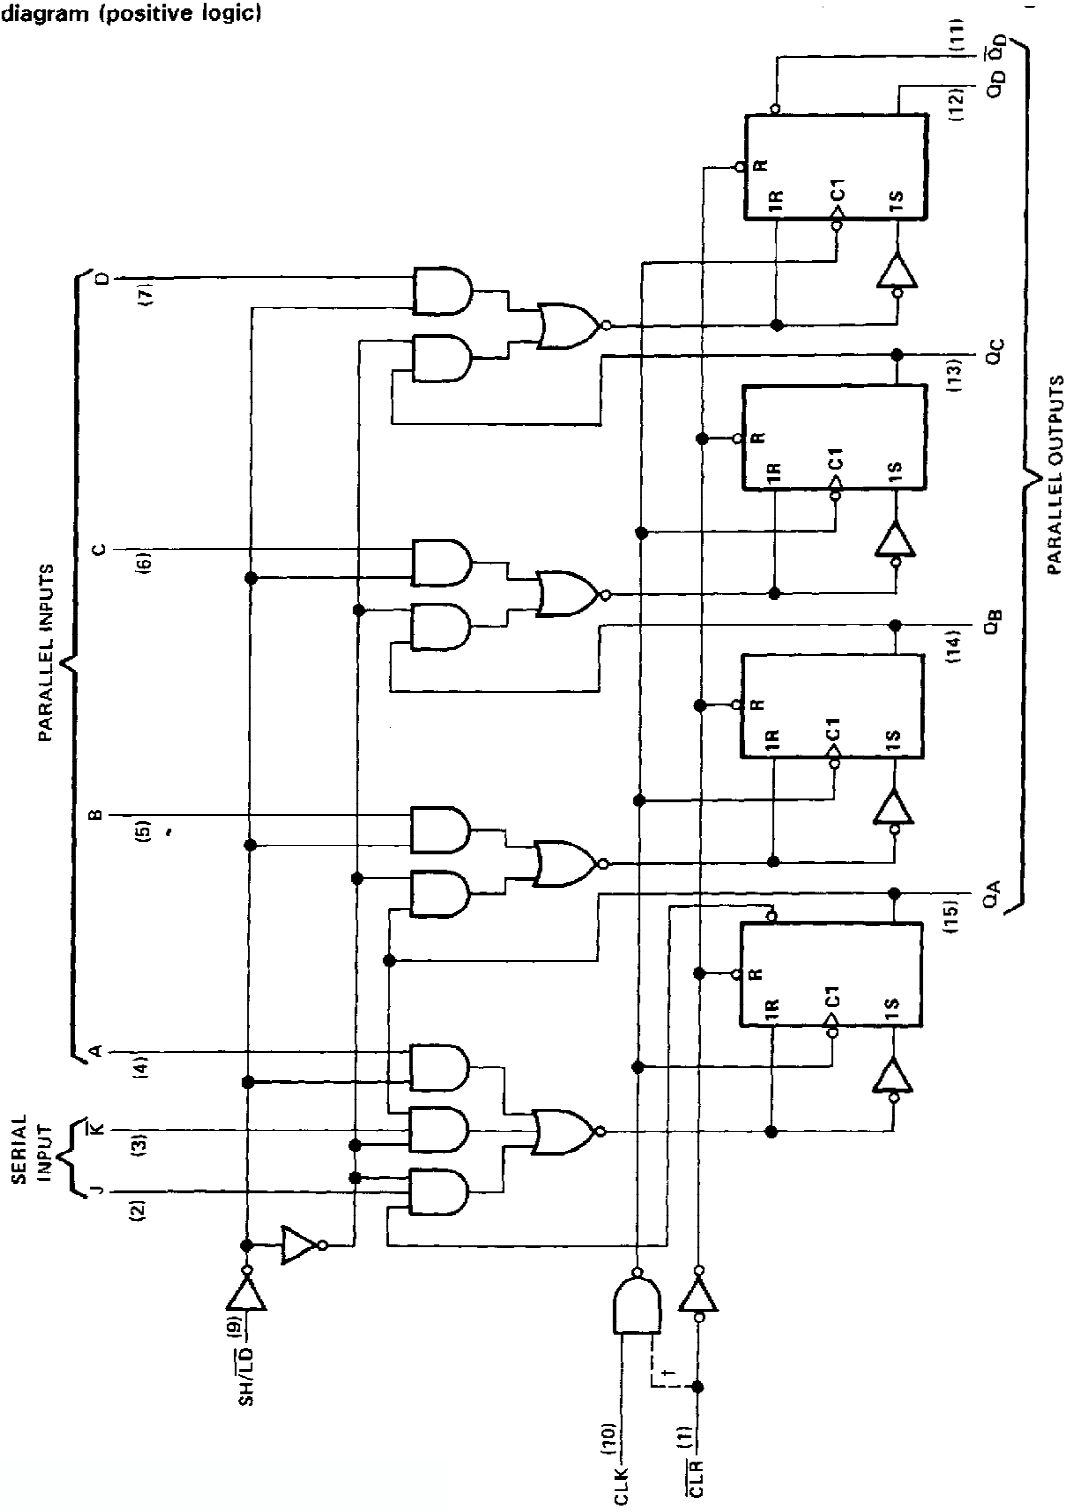 diagram (positive logic)
SERIAL
INPUT
PARALLEL INPUTS
J
K̅
A
B
C
D
(2)
(3)
(4)
(5)
(6)
(7)
SH/L̅D̅
(9)
CLK
(10)
C̅L̅R̅
(1)
†
1R
C1
1S
R
1R
C1
1S
R
1R
C1
1S
R
1R
C1
1S
R
(15)
QA
(14)
QB
(13)
QC
(12)
QD
(11)
Q̅D
PARALLEL OUTPUTS